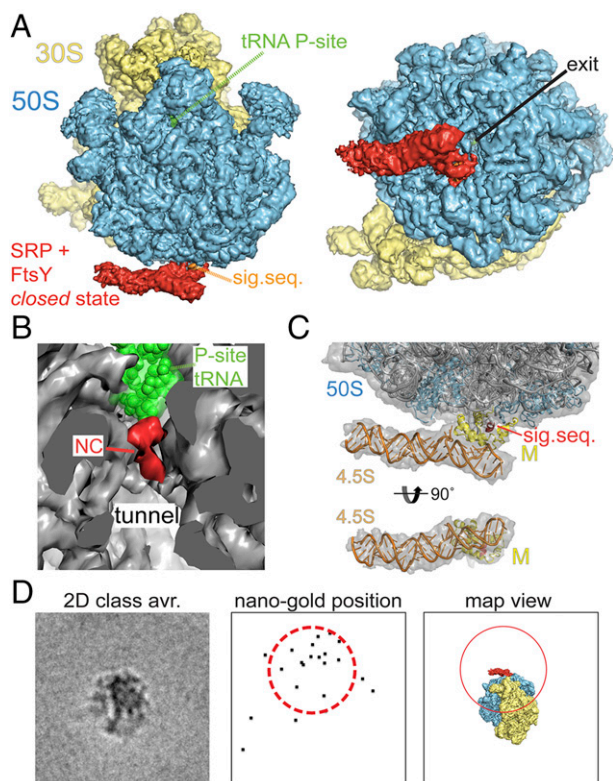 A
30S
tRNA P-site
50S
exit
SRP +
FtsY
closed state
sig.seq.
B
P-site
tRNA
NC
tunnel
C
50S
sig.seq.
M
4.5S
90°
4.5S
M
D
2D class avr.
nano-gold position
map view